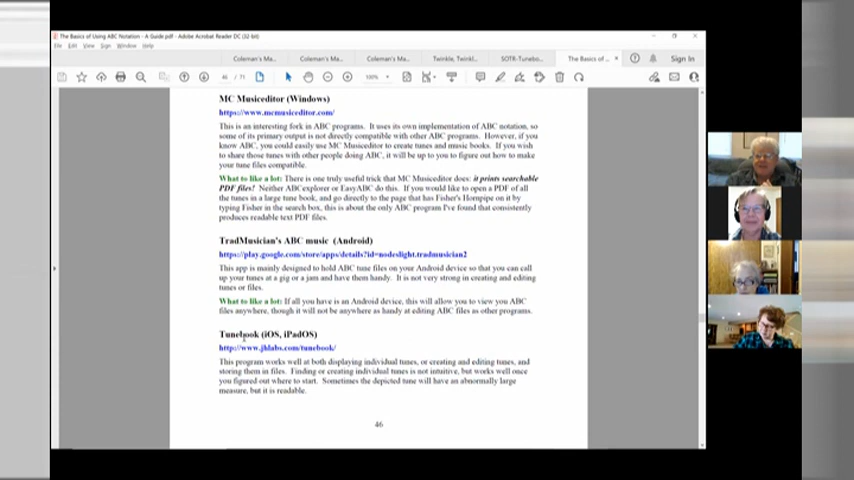 The Basics of Using ABC Notation - A Guide.pdf - Adobe Acrobat Reader DC (32-bit)
File Edit View Sign Window Help
Coleman's Ma... Coleman's Ma... Coleman's Ma... Twinkle, Twinkl... SOTR-Tunebo... The Basics of ... × Sign In
46 / 71 100%
MC Musiceditor (Windows)
https://www.mcmusiceditor.com/
This is an interesting fork in ABC programs. It uses its own implementation of ABC notation, so
some of its primary output is not directly compatible with other ABC programs. However, if you
know ABC, you could easily use MC Musiceditor to create tunes and music books. If you wish
to share those tunes with other people doing ABC, it will be up to you to figure out how to make
your tune files compatible.
What to like a lot: There is one truly useful trick that MC Musiceditor does: it prints searchable
PDF files! Neither ABCexplorer or EasyABC do this. If you would like to open a PDF of all
the tunes in a large tune book, and go directly to the page that has Fisher's Hornpipe on it by
typing Fisher in the search box, this is about the only ABC program I've found that consistently
produces readable text PDF files.
TradMusician's ABC music (Android)
https://play.google.com/store/apps/details?id=nodeslight.tradmusician2
This app is mainly designed to hold ABC tune files on your Android device so that you can call
up your tunes at a gig or a jam and have them handy. It is not very strong in creating and editing
tunes or files.
What to like a lot: If all you have is an Android device, this will allow you to view you ABC
files anywhere, though it will not be anywhere as handy at editing ABC files as other programs.
Tunebook (iOS, iPadOS)
http://www.jhlabs.com/tunebook/
This program works well at both displaying individual tunes, or creating and editing tunes, and
storing them in files. Finding or creating individual tunes is not intuitive, but works well once
you figured out where to start. Sometimes the depicted tune will have an abnormally large
measure, but it is readable.
46